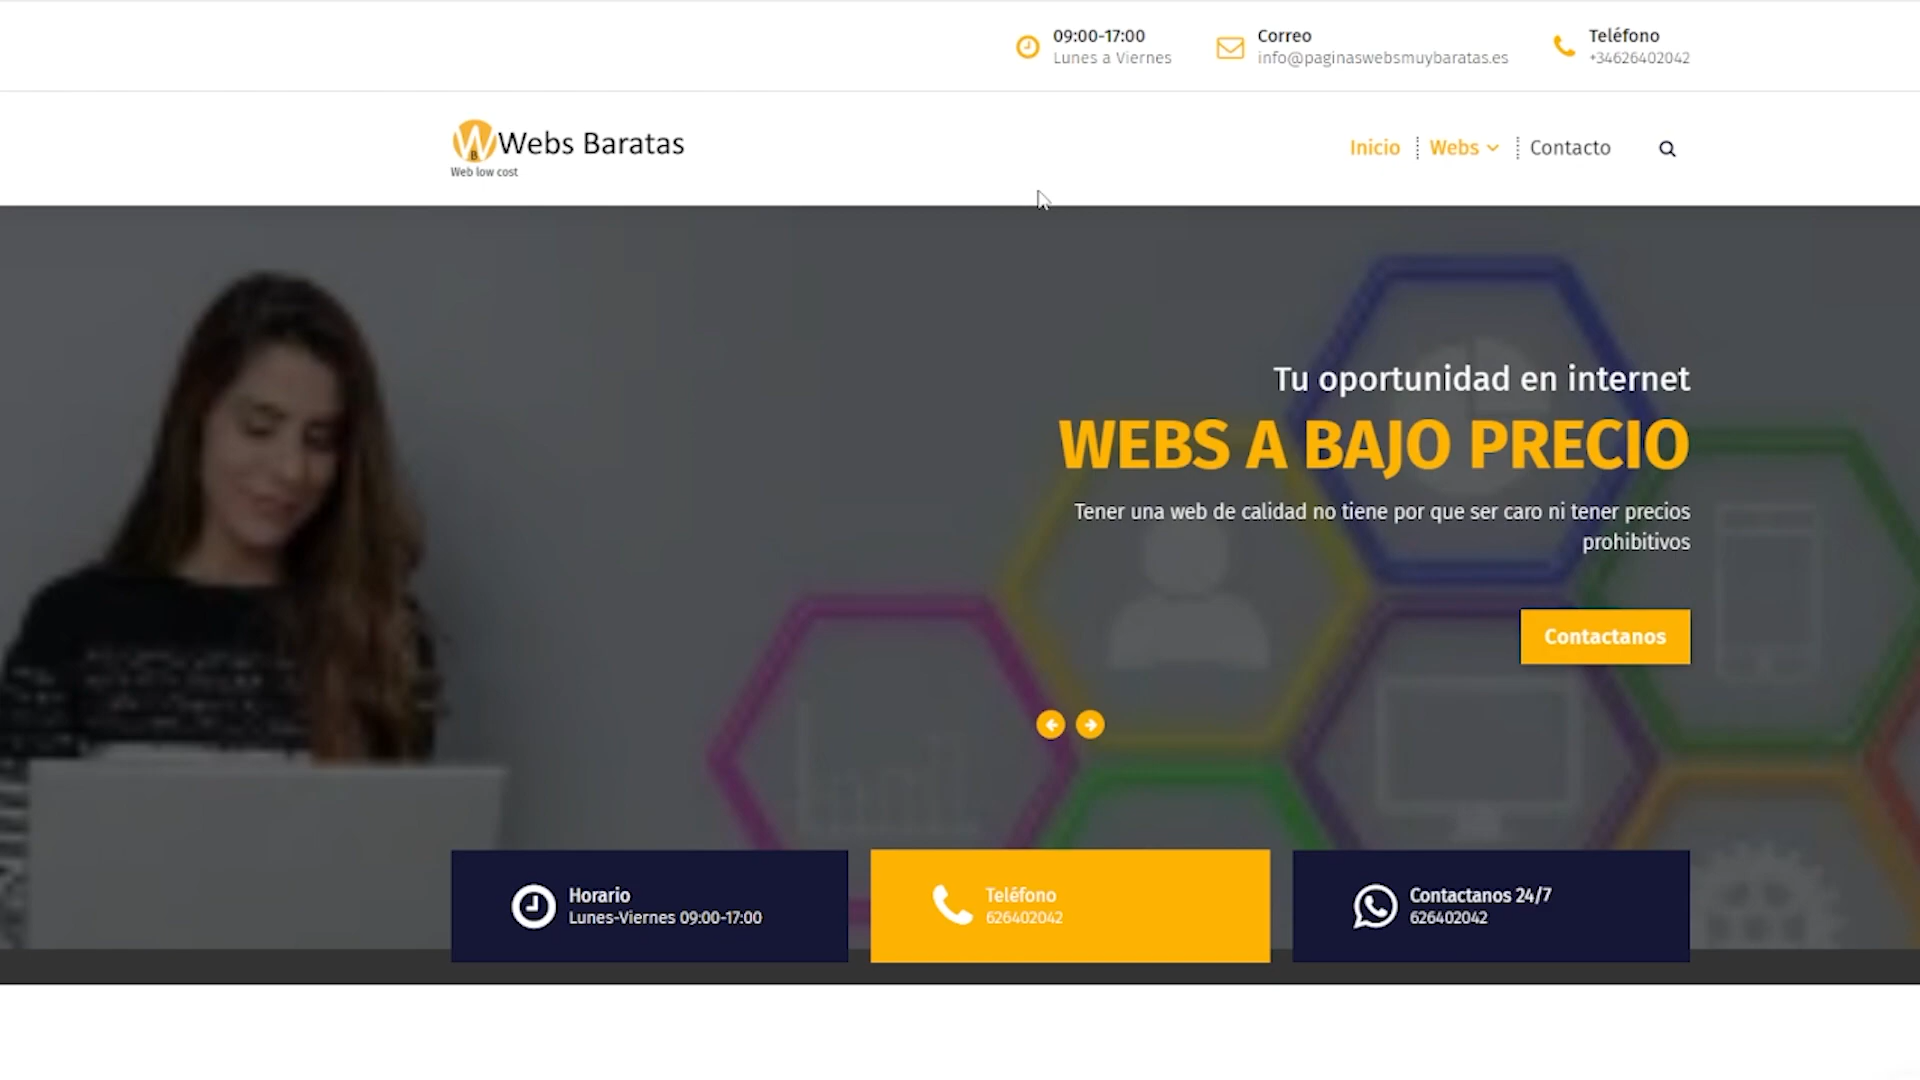 09:00-17:00
Lunes a Viernes
Correo
info@paginaswebsmuybaratas.es
Teléfono
+34626402042
W
B
Webs Baratas
Web low cost
Inicio
Webs
Contacto
Tu oportunidad en internet
WEBS A BAJO PRECIO
Tener una web de calidad no tiene por que ser caro ni tener precios
prohibitivos
Contactanos
Horario
Lunes-Viernes 09:00-17:00
Teléfono
626402042
Contactanos 24/7
626402042